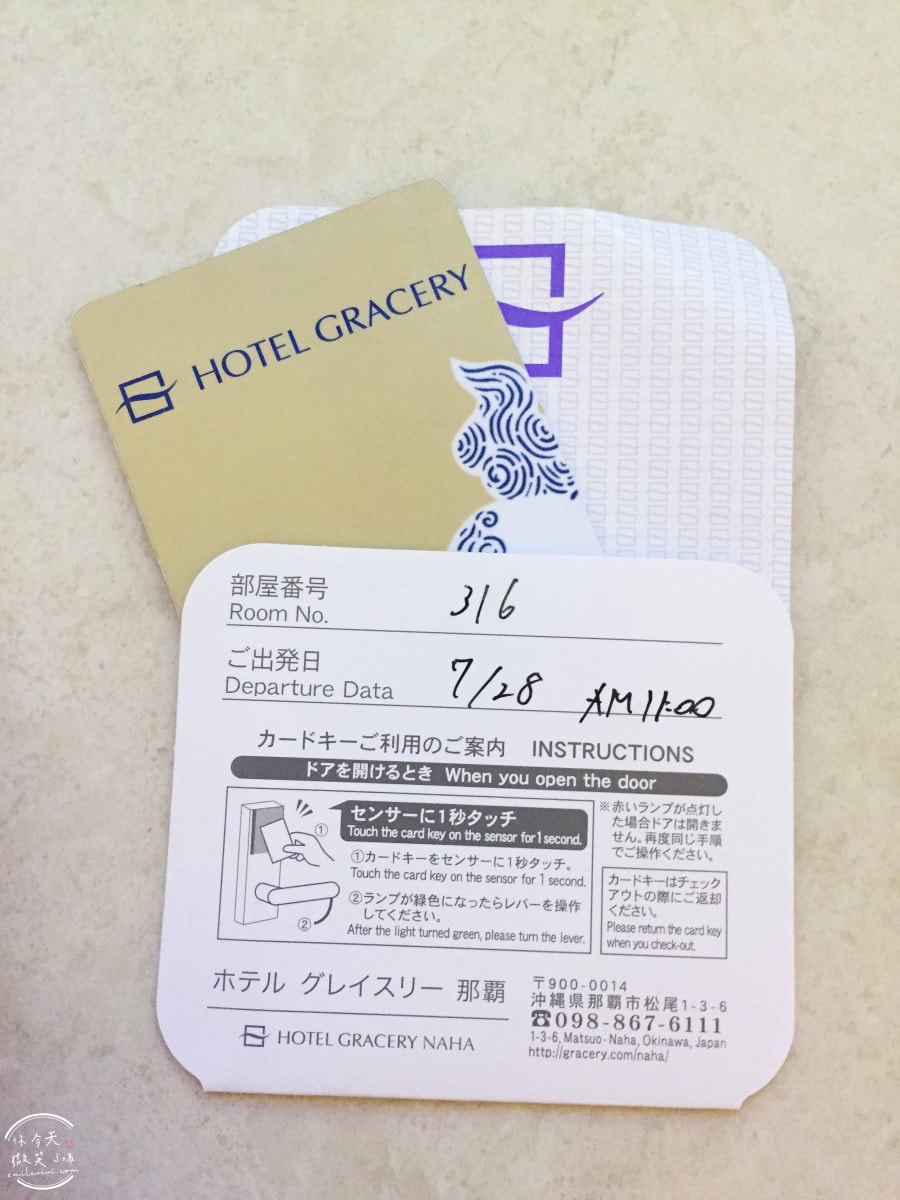 HOTEL GRACERY
部屋番号
Room No.
316
ご出発日
Departure Data
7/28 AM 11:00
カードキーご利用のご案内 INSTRUCTIONS
ドアを開けるとき When you open the door
センサーに1秒タッチ
Touch the card key on the sensor for 1 second.
①
②
①カードキーをセンサーに1秒タッチ。
Touch the card key on the sensor for 1 second.
②ランプが緑色になったらレバーを操作
してください。
After the light turned green, please turn the lever.
※赤いランプが点灯し
た場合ドアは開きま
せん。再度同じ手順
でご操作ください。
カードキーはチェック
アウトの際にご返却
ください。
Please return the card key
when you check-out.
ホテル グレイスリー 那覇
HOTEL GRACERY NAHA
〒900-0014
沖縄県那覇市松尾1-3-6
☎098-867-6111
1-3-6, Matsuo-Naha, Okinawa, Japan
http://gracery.com/naha/
你今天
微笑了嗎